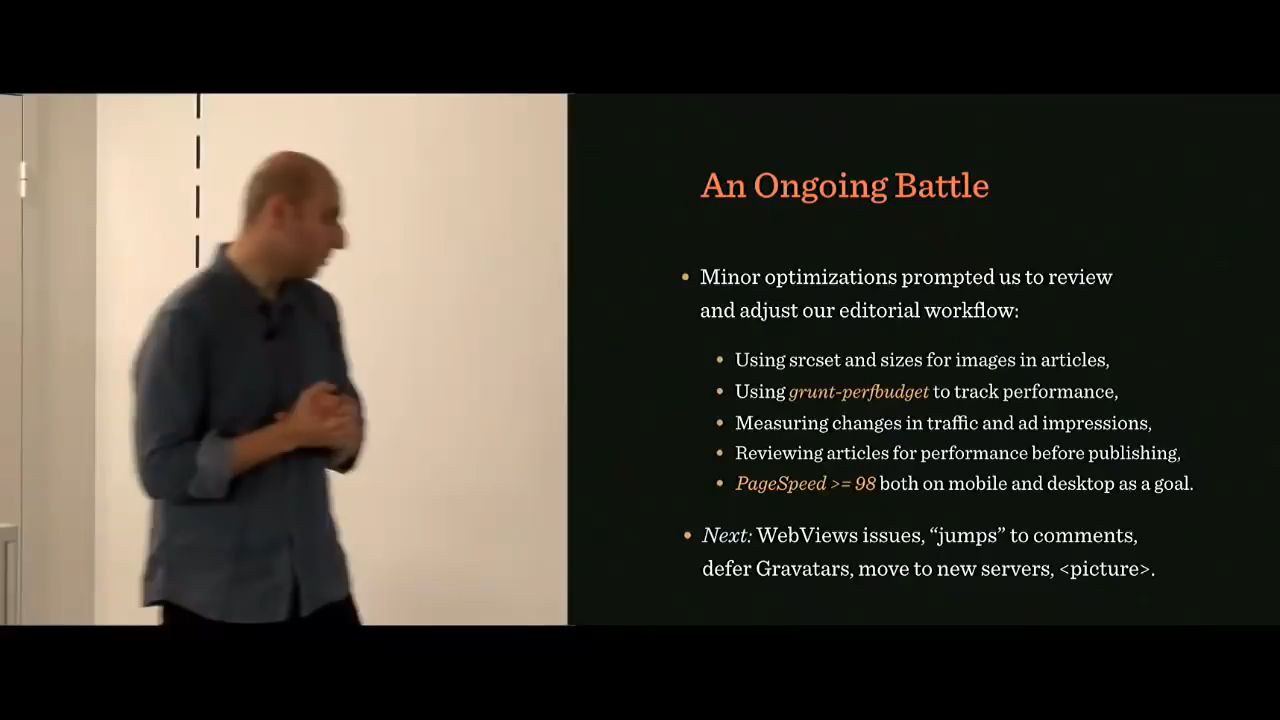 An Ongoing Battle
• Minor optimizations prompted us to review
and adjust our editorial workflow:
• Using srcset and sizes for images in articles,
• Using grunt-perfbudget to track performance,
• Measuring changes in traffic and ad impressions,
• Reviewing articles for performance before publishing,
• PageSpeed >= 98 both on mobile and desktop as a goal.
• Next: WebViews issues, “jumps” to comments,
defer Gravatars, move to new servers, <picture>.